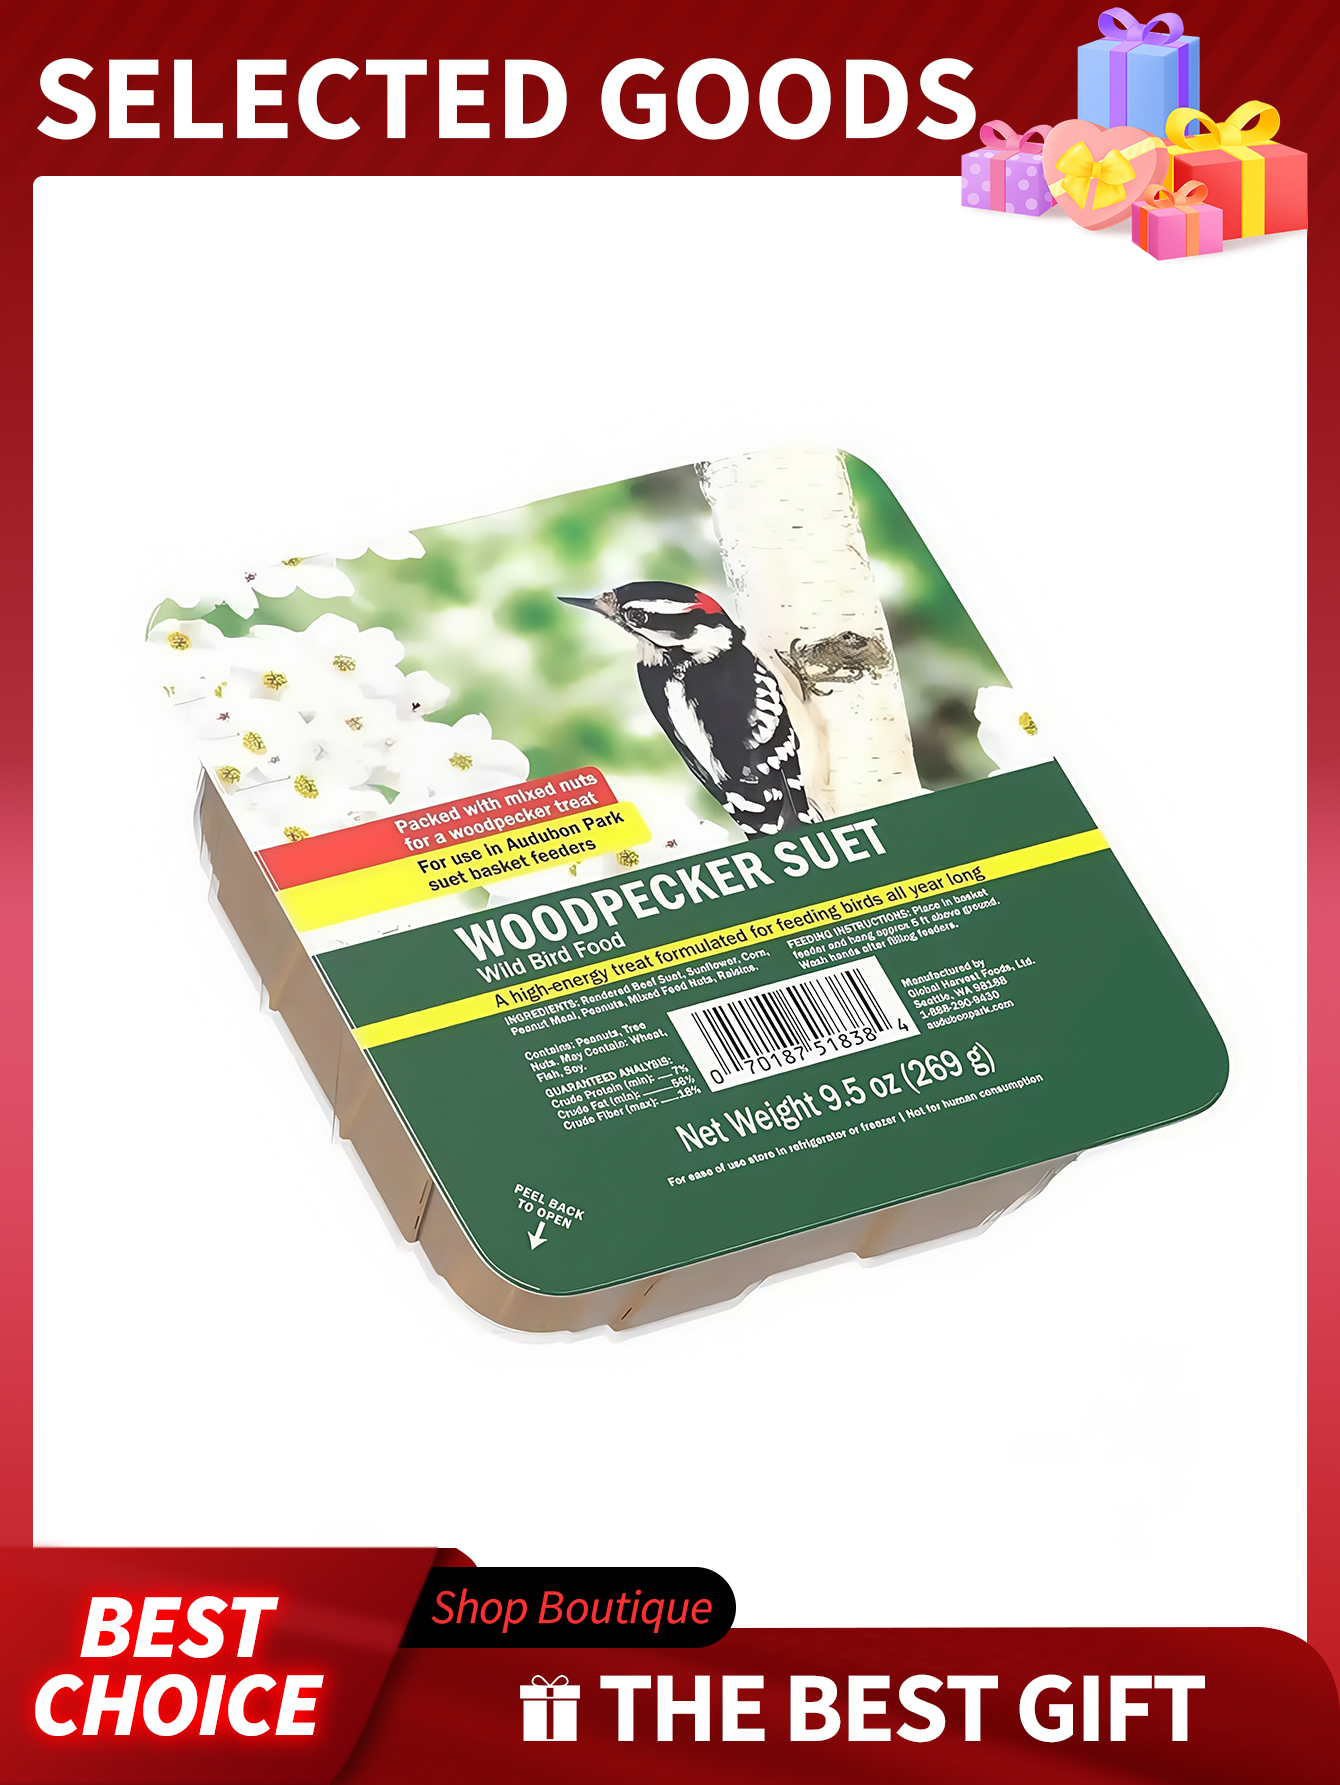 SELECTED GOODS
Packed with mixed nuts
for a woodpecker treat
For use in Audubon Park
suet basket feeders
WOODPECKER SUET
Wild Bird Food
A high-energy treat formulated for feeding birds all year long
INGREDIENTS: Rendered Beef Suet, Sunflower, Corn,
Peanut Meal, Peanuts, Mixed Food Nuts, Raisins.
FEEDING INSTRUCTIONS: Place in basket
feeder and hang approx 5 ft above ground.
Wash hands after filling feeders.
Contains: Peanuts, Tree
Nuts. May Contain: Wheat,
Fish, Soy.
GUARANTEED ANALYSIS:
Crude Protein (min): 7%
Crude Fat (min): 56%
Crude Fiber (max): 18%
0 70187 51838 4
Manufactured by
Global Harvest Foods, Ltd.
Seattle, WA 98188
1-888-290-9430
audubonpark.com
Net Weight 9.5 oz (269 g)
For ease of use store in refrigerator or freezer | Not for human consumption
PEEL BACK
TO OPEN
Shop Boutique
BEST
CHOICE
THE BEST GIFT